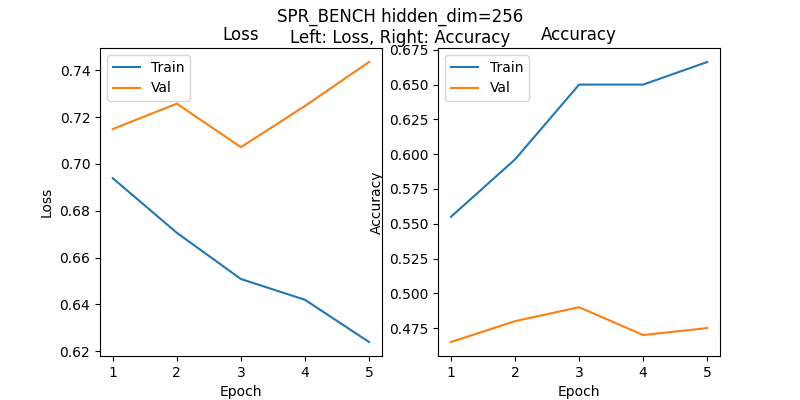 SPR_BENCH hidden_dim=256
Left: Loss, Right: Accuracy
Loss
Train
Val
0.74
0.72
0.70
0.68
0.66
0.64
0.62
Loss
1 2 3 4 5
Epoch
Accuracy
Train
Val
0.675
0.650
0.625
0.600
0.575
0.550
0.525
0.500
0.475
Accuracy
1 2 3 4 5
Epoch